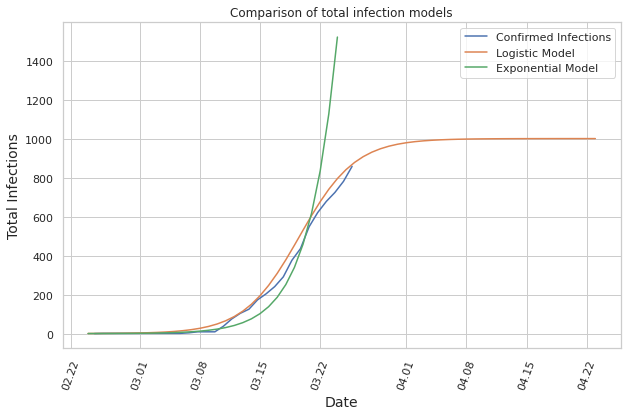 Comparison of total infection models
Confirmed Infections
Logistic Model
Exponential Model
Total Infections
1400
1200
1000
800
600
400
200
0
02.22
03.01
03.08
03.15
03.22
04.01
04.08
04.15
04.22
Date